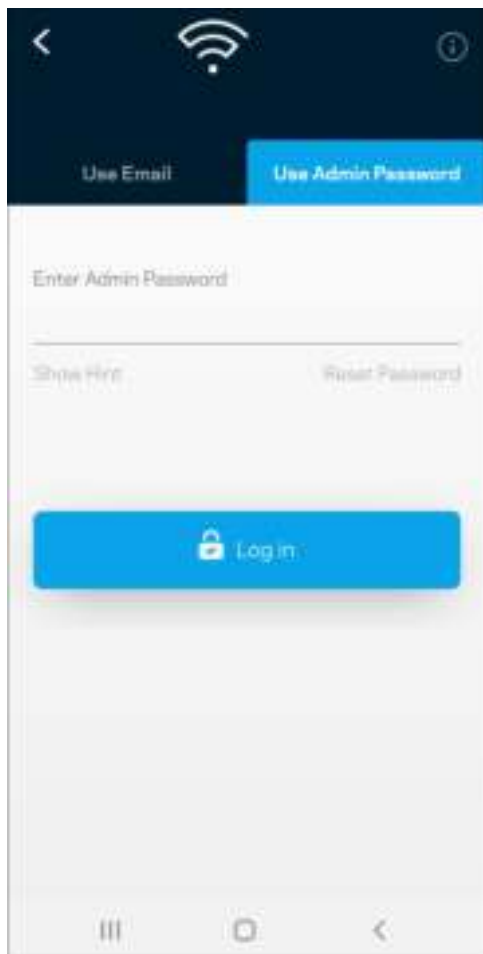 Use Email
Use Admin Password
Enter Admin Password
Show Hint
Reset Password
Log in